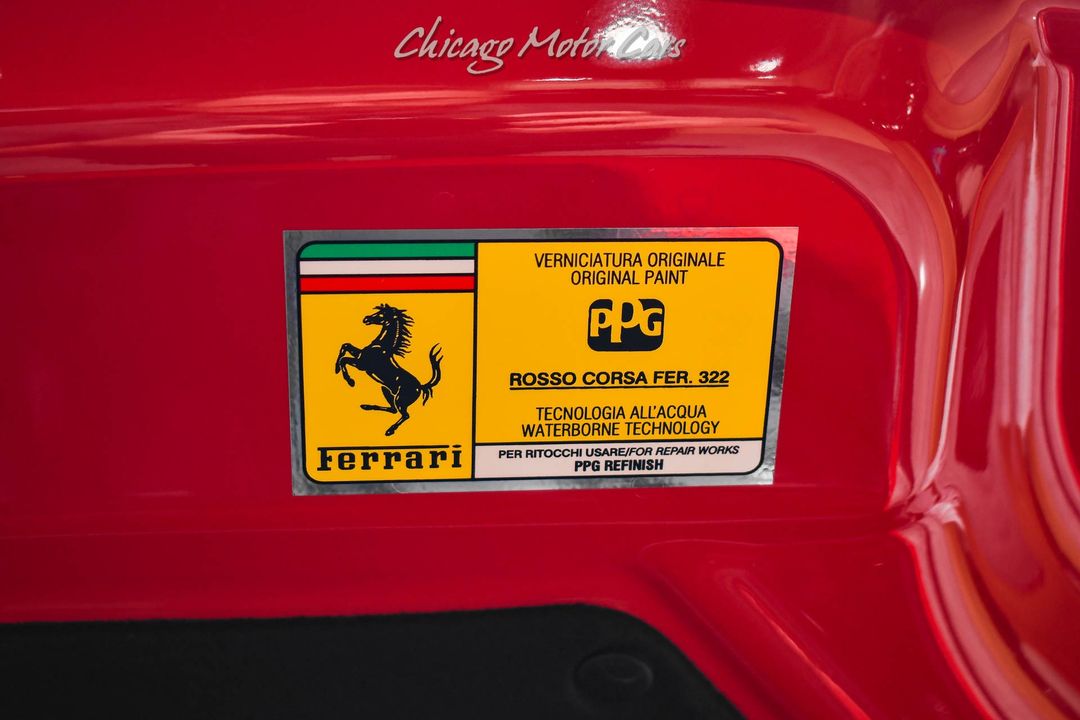 Chicago Motor Cars
VERNICIATURA ORIGINALE
ORIGINAL PAINT
PPG
ROSSO CORSA FER. 322
TECNOLOGIA ALL'ACQUA
WATERBORNE TECHNOLOGY
Ferrari
PER RITOCCHI USARE/FOR REPAIR WORKS
PPG REFINISH